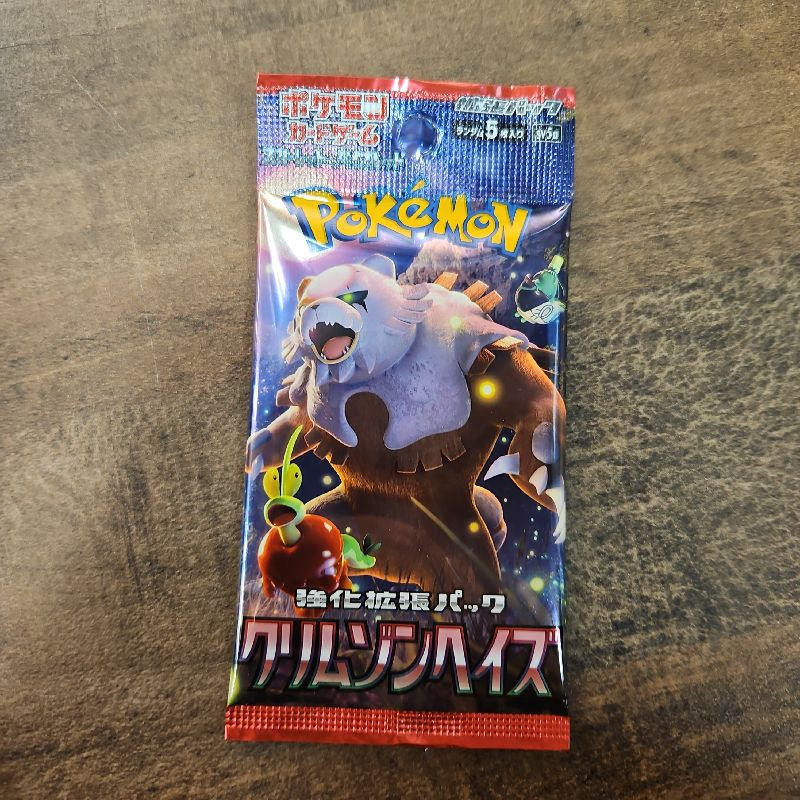 ポケモン
カードゲーム
強化拡張パック
ランダム5枚入り
SV5a
POKéMON
強化拡張パック
クリムゾンヘイズ